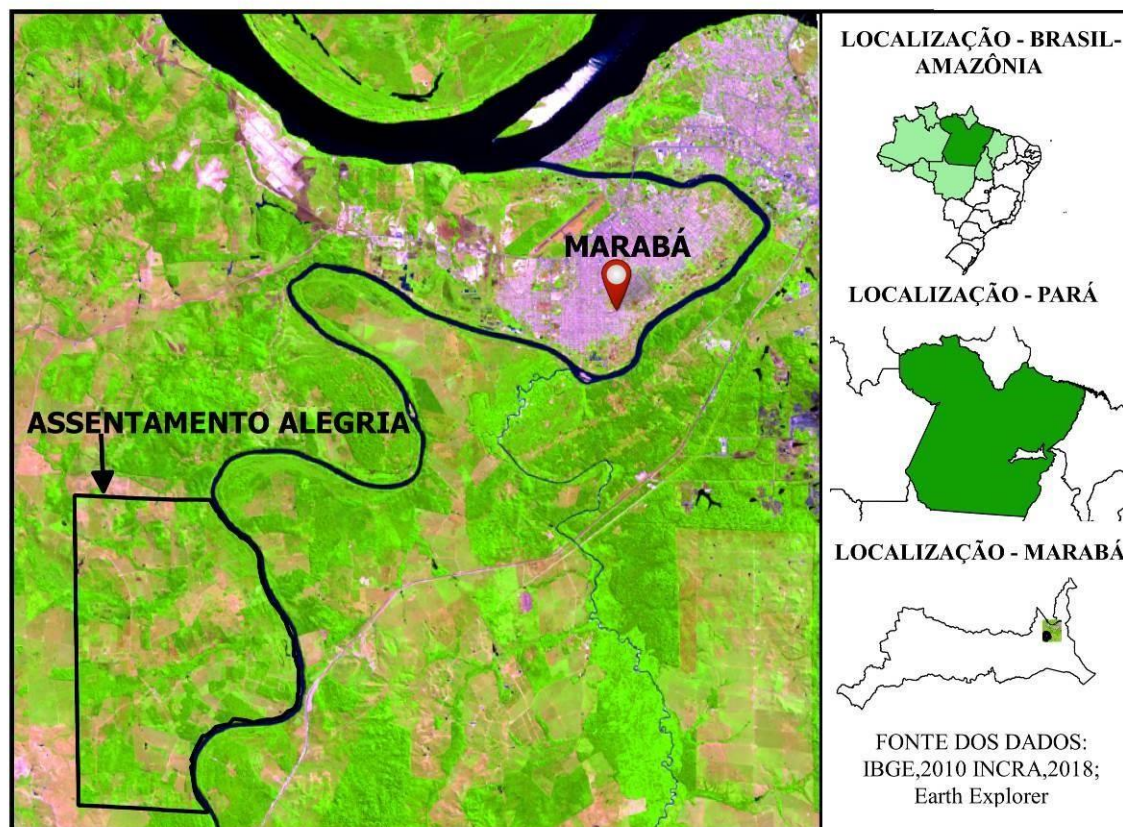 MARABÁ
ASSENTAMENTO ALEGRIA
LOCALIZAÇÃO - BRASIL-
AMAZÔNIA
LOCALIZAÇÃO - PARÁ
LOCALIZAÇÃO - MARABÁ
FONTE DOS DADOS:
IBGE,2010 INCRA,2018;
Earth Explorer